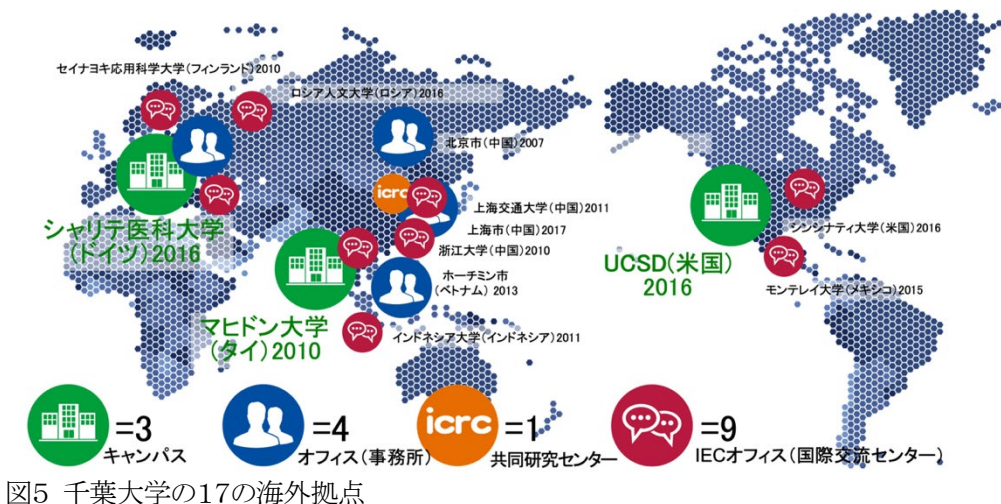 セイナヨキ応用科学大学(フィンランド)2010
ロシア人文大学(ロシア)2016
北京市(中国)2007
icrc
上海交通大学(中国)2011
上海市(中国)2017
浙江大学(中国)2010
シャリテ医科大学
(ドイツ)2016
ホーチミン市
(ベトナム) 2013
マヒドン大学
(タイ)2010
インドネシア大学(インドネシア)2011
シンシナティ大学(米国)2016
UCSD(米国)
2016
モンテレイ大学(メキシコ)2015
=3
キャンパス
=4
オフィス(事務所)
icrc
=1
共同研究センター
=9
IECオフィス(国際交流センター)
図5 千葉大学の17の海外拠点